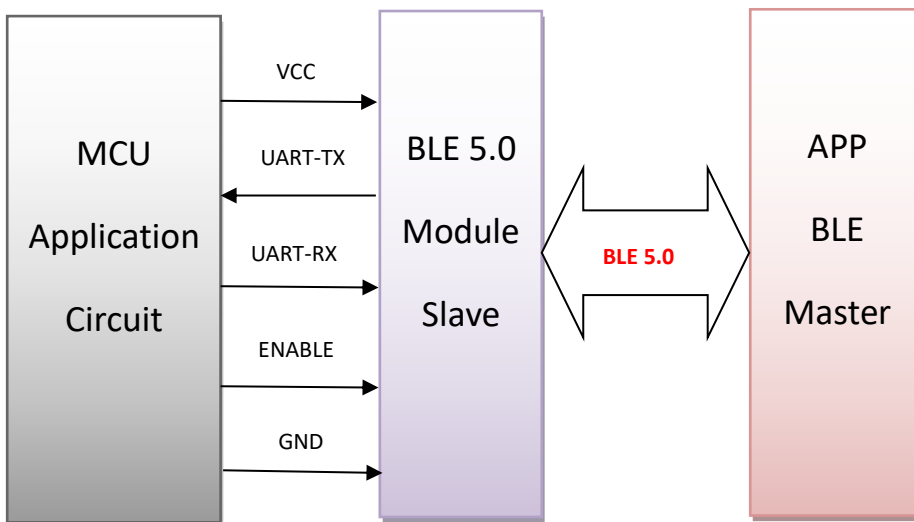 MCU
Application
Circuit
VCC
UART-TX
UART-RX
ENABLE
GND
BLE 5.0
Module
Slave
BLE 5.0
APP
BLE
Master